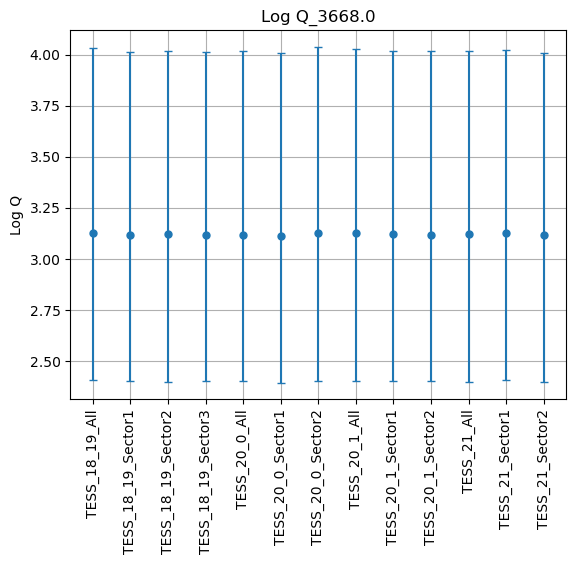 Log Q_3668.0
4.00
3.75
3.50
3.25
3.00
2.75
2.50
Log Q
TESS_18_19_All
TESS_18_19_Sector1
TESS_18_19_Sector2
TESS_18_19_Sector3
TESS_20_0_All
TESS_20_0_Sector1
TESS_20_0_Sector2
TESS_20_1_All
TESS_20_1_Sector1
TESS_20_1_Sector2
TESS_21_All
TESS_21_Sector1
TESS_21_Sector2